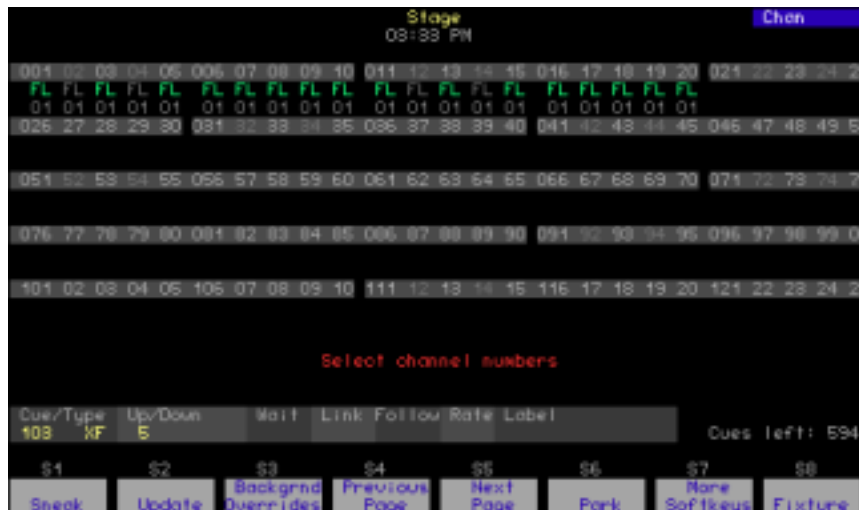 Stage
Chan
03:33 PM
001 02 03 04 05 006 07 08 09 10 011 12 13 14 15 016 17 18 19 20 021 22 23 24 2
FL FL FL FL FL FL FL FL FL FL FL FL FL FL FL FL FL FL FL FL
01 01 01 01 01 01 01 01 01 01 01 01 01 01 01 01 01 01 01 01
026 27 28 29 30 031 32 33 34 35 036 37 38 39 40 041 42 43 44 45 046 47 48 49 5
051 52 53 54 55 056 57 58 59 60 061 62 63 64 65 066 67 68 69 70 071 72 73 74 7
076 77 78 79 80 081 82 83 84 85 086 87 88 89 90 091 92 93 94 95 096 97 98 99 0
101 02 03 04 05 106 07 08 09 10 111 12 13 14 15 116 17 18 19 20 121 22 23 24 2
Select channel numbers
Cue/Type Up/Down Wait Link Follow Rate Label
103 XF 5
Cues left: 594
S1 S2 S3 S4 S5 S6 S7 S8
Sneak Update Backgrnd Overrides Previous Page Next Page Park More Softkeys Fixture